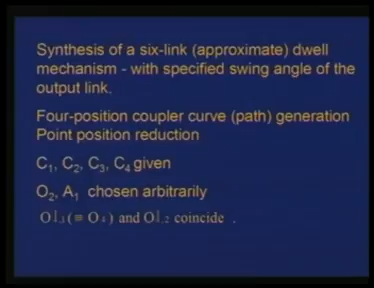 Synthesis of a six-link (approximate) dwell
mechanism - with specified swing angle of the
output link.
Four-position coupler curve (path) generation
Point position reduction
C₁, C₂, C₃, C₄ given
O₂, A₁ chosen arbitrarily
and coincide .